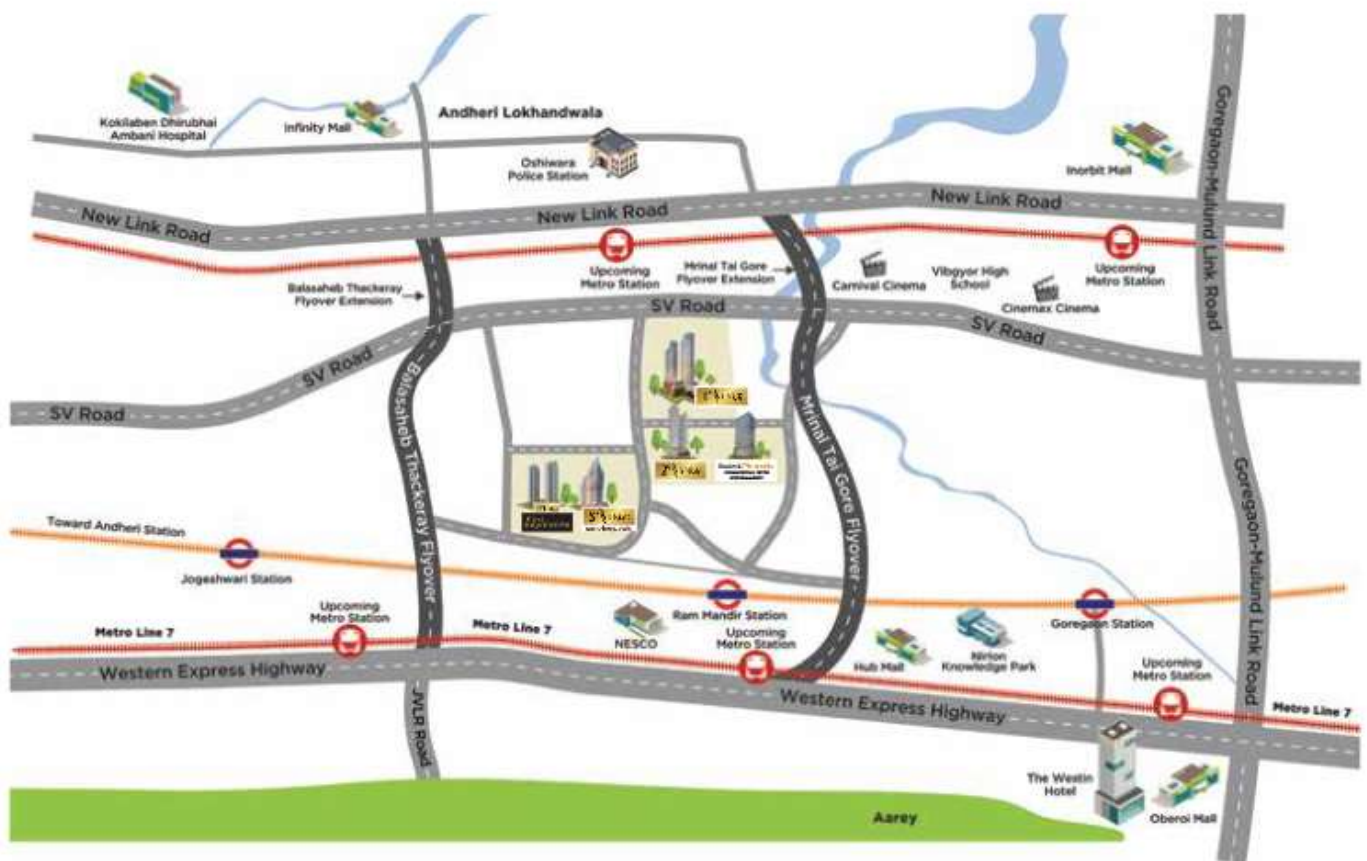 Kokilaben Dhirubhai
Ambani Hospital
Infinity Mall
Andheri Lokhandwala
Oshiwara
Police Station
Inorbit Mall
Goregaon-Mulund Link Road
New Link Road
New Link Road
New Link Road
Upcoming
Metro Station
Mrinal Tai Gore
Flyover Extension
Carnival Cinema
Vibgyor High
School
Cinemax Cinema
Upcoming
Metro Station
Balasaheb Thackeray
Flyover Extension
SV Road
SV Road
SV Road
SV Road
Balasaheb Thackeray Flyover
Mrinal Tai Gore Flyover
Goregaon-Mulund Link Road
Toward Andheri Station
Jogeshwari Station
Ram Mandir Station
Goregaon Station
Upcoming
Metro Station
Metro Line 7
Metro Line 7
NESCO
Upcoming
Metro Station
Hub Mall
Nirlon
Knowledge Park
Upcoming
Metro Station
Metro Line 7
Western Express Highway
Western Express Highway
JVLR Road
The Westin
Hotel
Oberoi Mall
Aarey